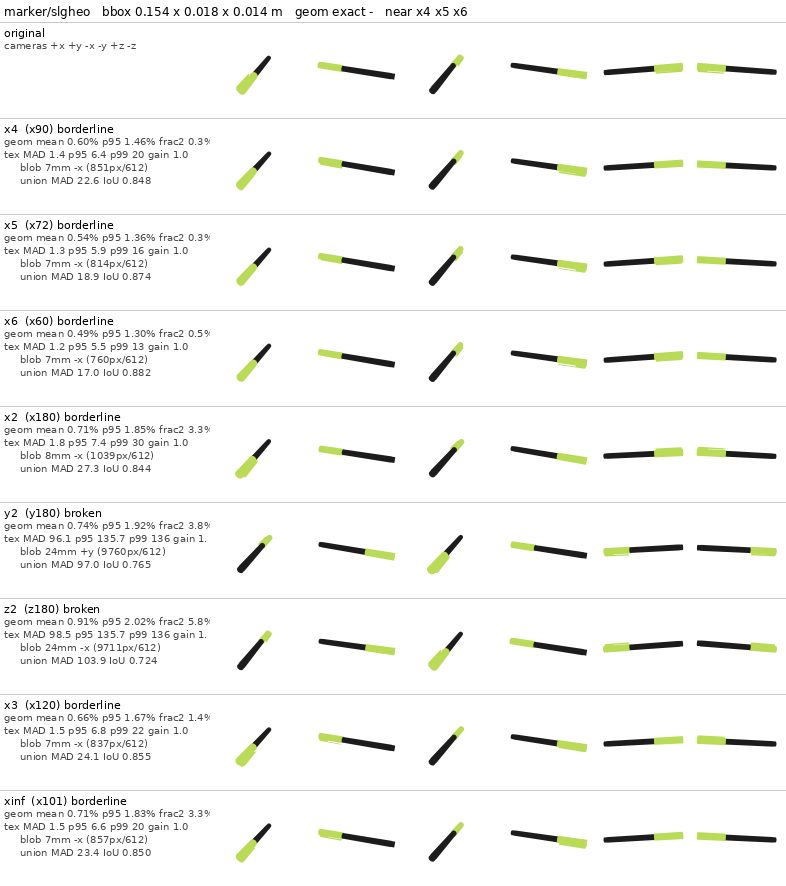 marker/slgheo   bbox 0.154 x 0.018 x 0.014 m   geom exact -   near x4 x5 x6
original
cameras +x +y -x -y +z -z
x4  (x90) borderline
geom mean 0.60% p95 1.46% frac2 0.3%
tex MAD 1.4 p95 6.4 p99 20 gain 1.0
blob 7mm -x (851px/612)
union MAD 22.6 IoU 0.848
x5  (x72) borderline
geom mean 0.54% p95 1.36% frac2 0.3%
tex MAD 1.3 p95 5.9 p99 16 gain 1.0
blob 7mm -x (814px/612)
union MAD 18.9 IoU 0.874
x6  (x60) borderline
geom mean 0.49% p95 1.30% frac2 0.5%
tex MAD 1.2 p95 5.5 p99 13 gain 1.0
blob 7mm -x (760px/612)
union MAD 17.0 IoU 0.882
x2  (x180) borderline
geom mean 0.71% p95 1.85% frac2 3.3%
tex MAD 1.8 p95 7.4 p99 30 gain 1.0
blob 8mm -x (1039px/612)
union MAD 27.3 IoU 0.844
y2  (y180) broken
geom mean 0.74% p95 1.92% frac2 3.8%
tex MAD 96.1 p95 135.7 p99 136 gain 1.
blob 24mm +y (9760px/612)
union MAD 97.0 IoU 0.765
z2  (z180) broken
geom mean 0.91% p95 2.02% frac2 5.8%
tex MAD 98.5 p95 135.7 p99 136 gain 1.
blob 24mm -x (9711px/612)
union MAD 103.9 IoU 0.724
x3  (x120) borderline
geom mean 0.66% p95 1.67% frac2 1.4%
tex MAD 1.5 p95 6.8 p99 22 gain 1.0
blob 7mm -x (837px/612)
union MAD 24.1 IoU 0.855
xinf  (x101) borderline
geom mean 0.71% p95 1.83% frac2 3.3%
tex MAD 1.5 p95 6.6 p99 20 gain 1.0
blob 7mm -x (857px/612)
union MAD 23.4 IoU 0.850